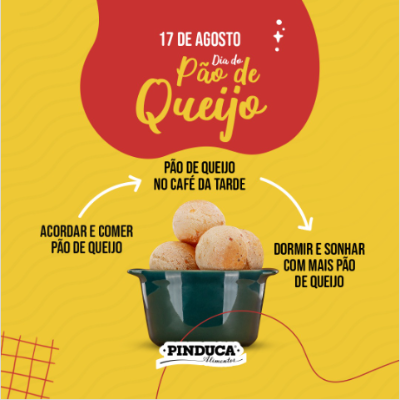 17 DE AGOSTO
Dia do
Pão de
Queijo
PÃO DE QUEIJO
NO CAFÉ DA TARDE
ACORDAR E COMER
PÃO DE QUEIJO
DORMIR E SONHAR
COM MAIS PÃO
DE QUEIJO
PINDUCA
Alimentos